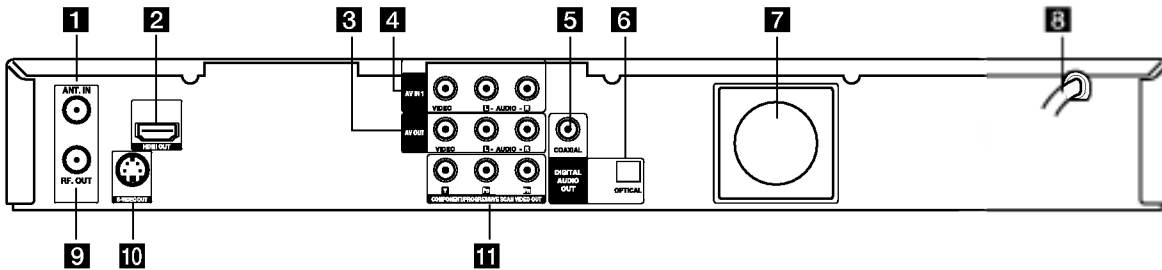 1 2 3 4 5 6 7 8
ANT. IN
AV IN 1
VIDEO L - AUDIO - R
HDMI OUT
AV OUT
VIDEO L - AUDIO - R
COAXIAL
RF. OUT
S-VIDEO OUT
Y PB PR
COMPONENT/PROGRESSIVE SCAN VIDEO OUT
DIGITAL
AUDIO
OUT
OPTICAL
9 10 11